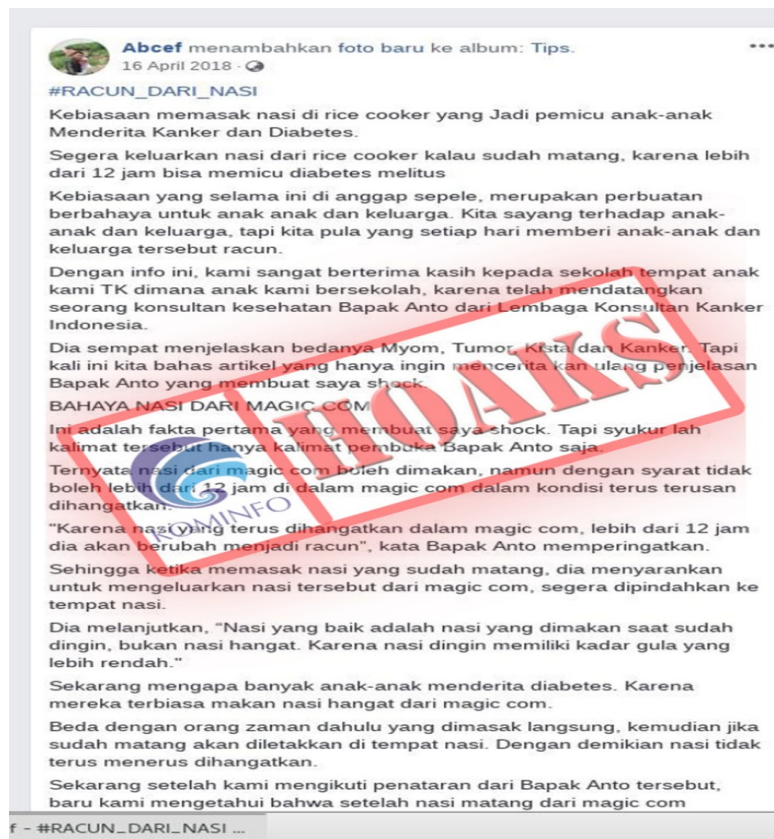 Abcef menambahkan foto baru ke album: Tips.
16 April 2018 ·
#RACUN_DARI_NASI
Kebiasaan memasak nasi di rice cooker yang Jadi pemicu anak-anak
Menderita Kanker dan Diabetes.
Segera keluarkan nasi dari rice cooker kalau sudah matang, karena lebih
dari 12 jam bisa memicu diabetes melitus
Kebiasaan yang selama ini di anggap sepele, merupakan perbuatan
berbahaya untuk anak anak dan keluarga. Kita sayang terhadap anak-
anak dan keluarga, tapi kita pula yang setiap hari memberi anak-anak dan
keluarga tersebut racun.
Dengan info ini, kami sangat berterima kasih kepada sekolah tempat anak
kami TK dimana anak kami bersekolah, karena telah mendatangkan
seorang konsultan kesehatan Bapak Anto dari Lembaga Konsultan Kanker
Indonesia.
Dia sempat menjelaskan bedanya Myom, Tumor, Kista dan Kanker. Tapi
kali ini kita bahas artikel yang hanya ingin mencerita kan ulang penjelasan
Bapak Anto yang membuat saya shock.
BAHAYA NASI DARI MAGIC COM
Ini adalah fakta pertama yang membuat saya shock. Tapi syukur lah
kalimat tersebut hanya kalimat pembuka Bapak Anto saja.
Ternyata nasi dari magic com boleh dimakan, namun dengan syarat tidak
boleh lebih dari 12 jam di dalam magic com dalam kondisi terus terusan
dihangatkan.
"Karena nasi yang terus dihangatkan dalam magic com, lebih dari 12 jam
dia akan berubah menjadi racun", kata Bapak Anto memperingatkan.
Sehingga ketika memasak nasi yang sudah matang, dia menyarankan
untuk mengeluarkan nasi tersebut dari magic com, segera dipindahkan ke
tempat nasi.
Dia melanjutkan, "Nasi yang baik adalah nasi yang dimakan saat sudah
dingin, bukan nasi hangat. Karena nasi dingin memiliki kadar gula yang
lebih rendah."
Sekarang mengapa banyak anak-anak menderita diabetes. Karena
mereka terbiasa makan nasi hangat dari magic com.
Beda dengan orang zaman dahulu yang dimasak langsung, kemudian jika
sudah matang akan diletakkan di tempat nasi. Dengan demikian nasi tidak
terus menerus dihangatkan.
Sekarang setelah kami mengikuti penataran dari Bapak Anto tersebut,
baru kami mengetahui bahwa setelah nasi matang dari magic com
HOAKS
KOMINFO
f - #RACUN_DARI_NASI ...